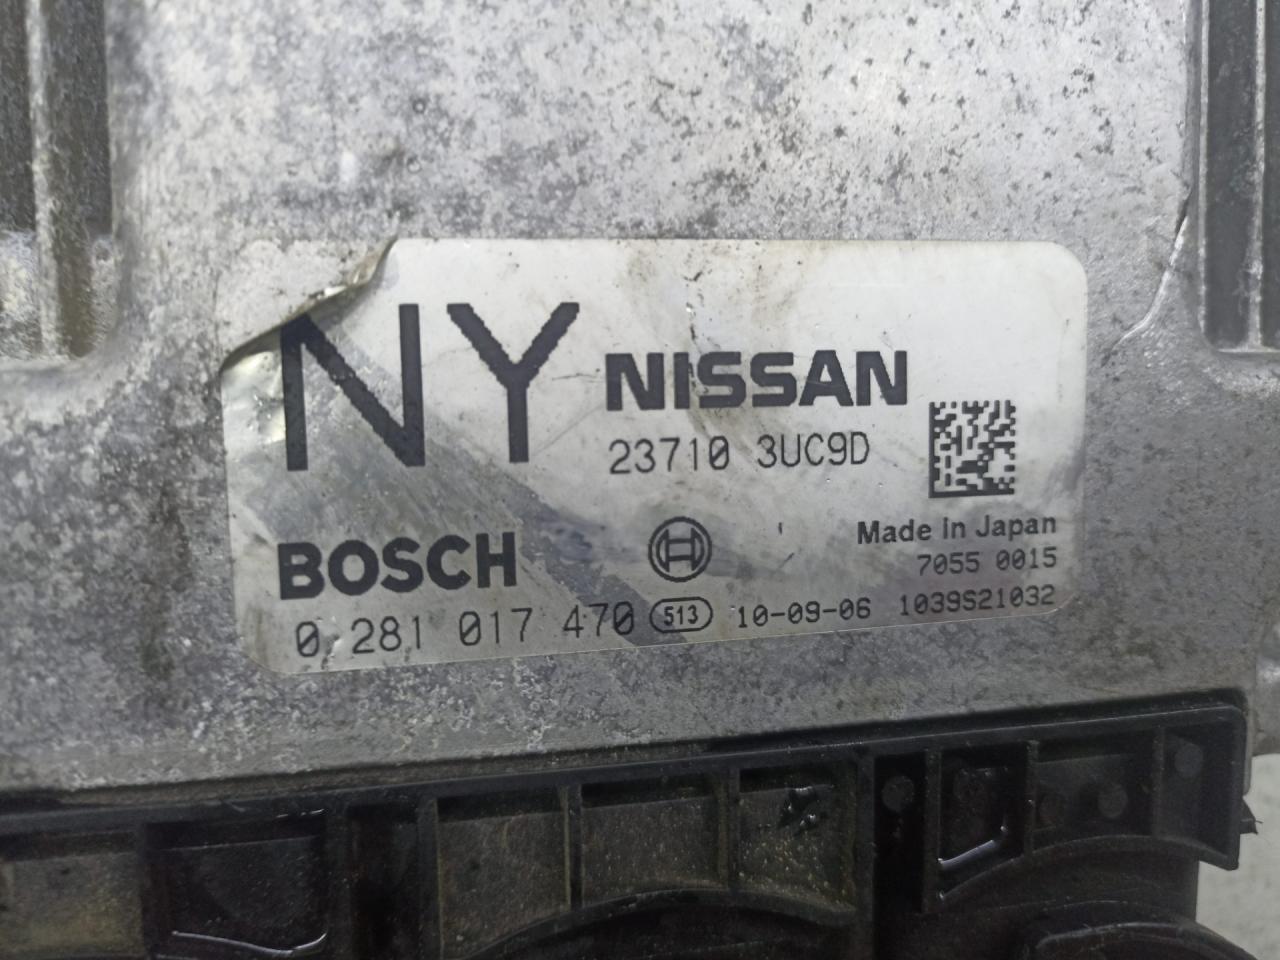 NY
NISSAN
23710 3UC9D
BOSCH
Made in Japan
7055 0015
0 281 017 470 513 10-09-06 1039S21032